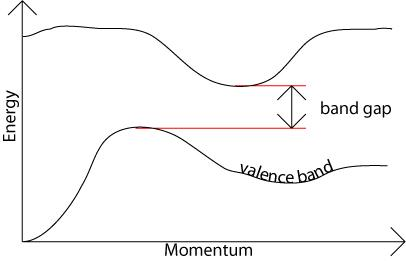 Energy
band gap
valence band
Momentum